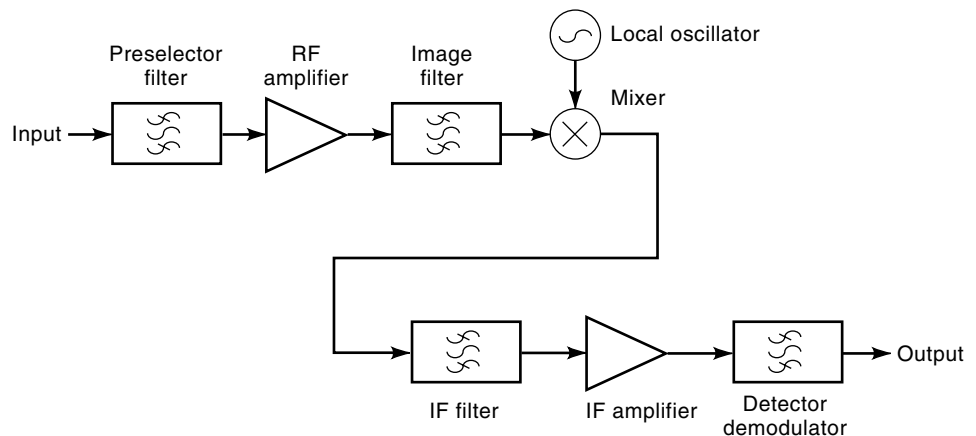 Local oscillator
Preselector
filter
RF
amplifier
Image
filter
Mixer
Input
Output
IF filter
IF amplifier
Detector
demodulator